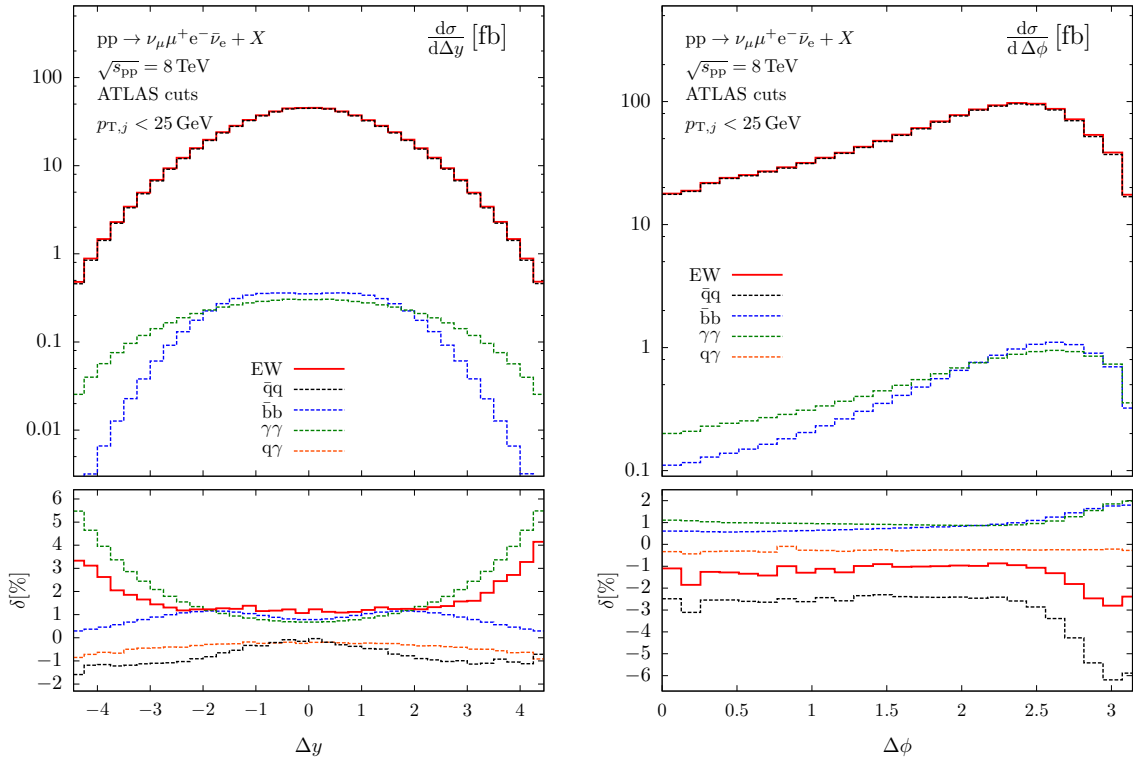 pp → ν_μ μ⁺ e⁻ ν̄_e + X
√s_pp = 8 TeV
ATLAS cuts
p_T,j < 25 GeV
dσ/dΔy [fb]
100
10
1
0.1
0.01
EW
q̄q
b̄b
γγ
qγ
δ[%]
6
5
4
3
2
1
0
−1
−2
−4
−3
−2
−1
0
1
2
3
4
Δy
pp → ν_μ μ⁺ e⁻ ν̄_e + X
√s_pp = 8 TeV
ATLAS cuts
p_T,j < 25 GeV
dσ/d Δϕ [fb]
100
10
1
0.1
EW
q̄q
b̄b
γγ
qγ
δ[%]
2
1
0
−1
−2
−3
−4
−5
−6
0
0.5
1
1.5
2
2.5
3
Δϕ